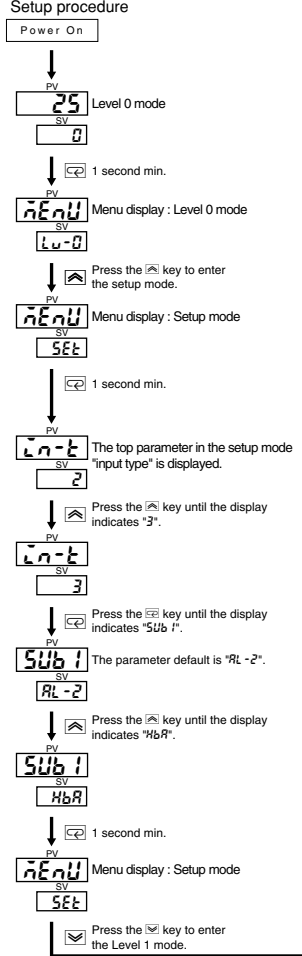 Setup procedure
Power On
PV
25 Level 0 mode
SV
0
1 second min.
PV
mEnU Menu display : Level 0 mode
SV
Lu-0
Press the key to enter
the setup mode.
PV
mEnU Menu display : Setup mode
SV
SEt
1 second min.
PV
in-t The top parameter in the setup mode
SV "input type" is displayed.
2
Press the key until the display
indicates "3".
PV
in-t
SV
3
Press the key until the display
indicates "SUb1".
PV
SUb1 The parameter default is "AL-2".
SV
AL-2
Press the key until the display
indicates "HbA".
PV
SUb1
SV
HbA
1 second min.
PV
mEnU Menu display : Setup mode
SV
SEt
Press the key to enter
the Level 1 mode.